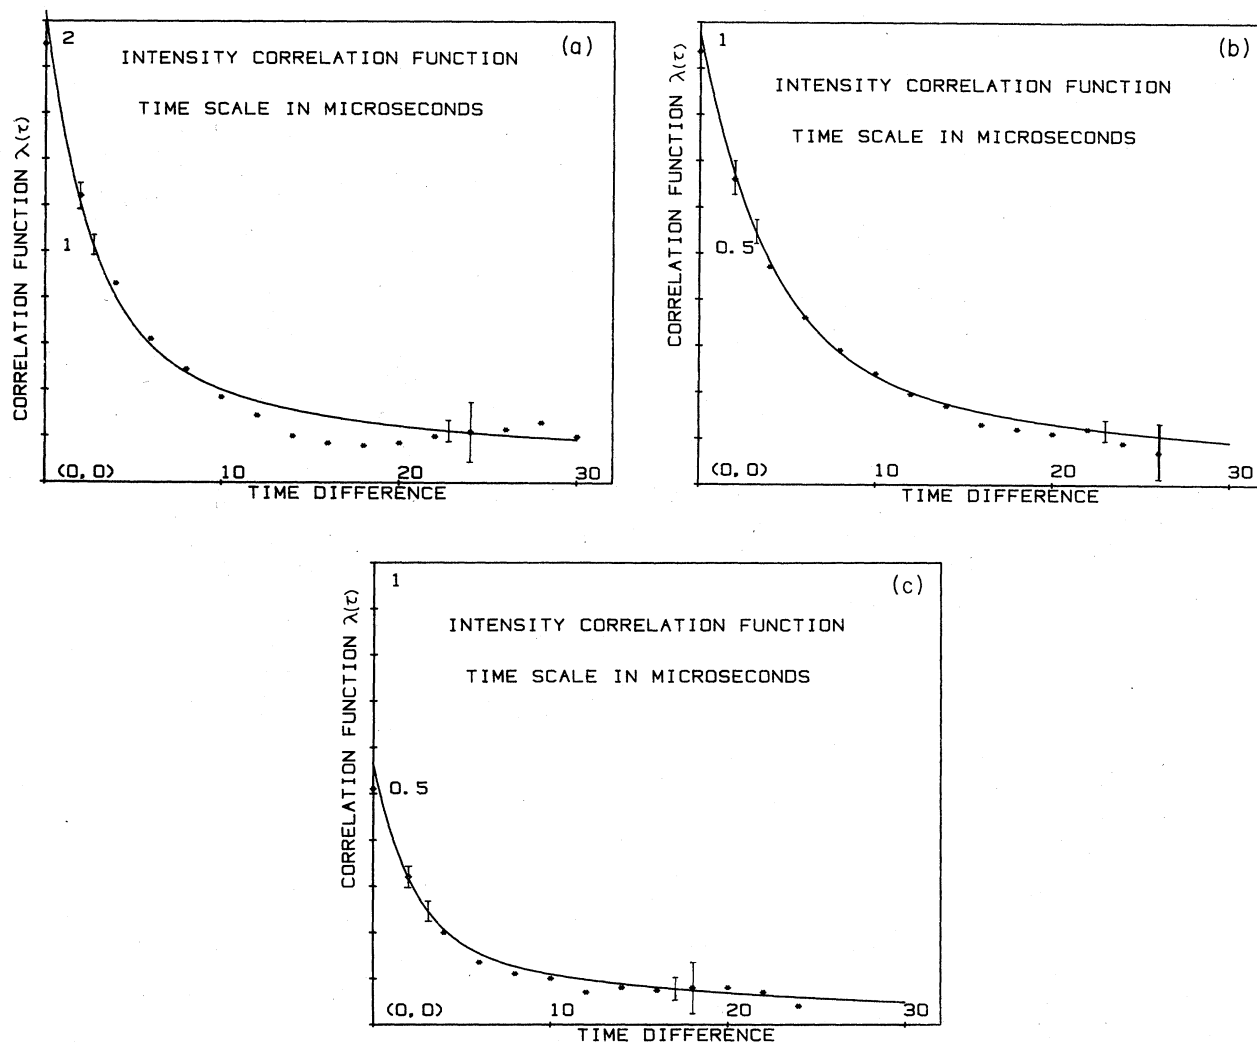 (a)
2
INTENSITY CORRELATION FUNCTION
TIME SCALE IN MICROSECONDS
CORRELATION FUNCTION λ(τ)
1
(0,0)
10
20
30
TIME DIFFERENCE
(b)
1
INTENSITY CORRELATION FUNCTION
TIME SCALE IN MICROSECONDS
CORRELATION FUNCTION λ(τ)
0.5
(0,0)
10
20
30
TIME DIFFERENCE
(c)
1
INTENSITY CORRELATION FUNCTION
TIME SCALE IN MICROSECONDS
CORRELATION FUNCTION λ(τ)
0.5
(0,0)
10
20
30
TIME DIFFERENCE